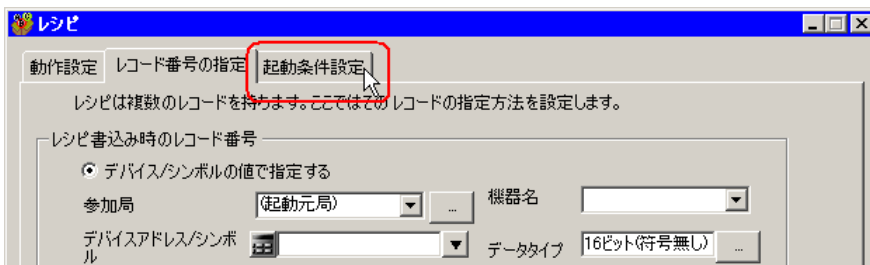 レシピ
動作設定 レコード番号の指定 起動条件設定
レシピは複数のレコードを持ちます。ここではそのレコードの指定方法を設定します。
レシピ書込み時のレコード番号
デバイス/シンボルの値で指定する
参加局 (起動元局) ... 機器名
デバイスアドレス/シンボ
ル
データタイプ 16ビット(符号無し) ...